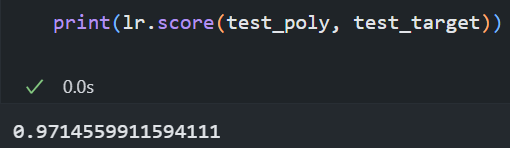 print(lr.score(test_poly, test_target))
0.0s
0.9714559911594111